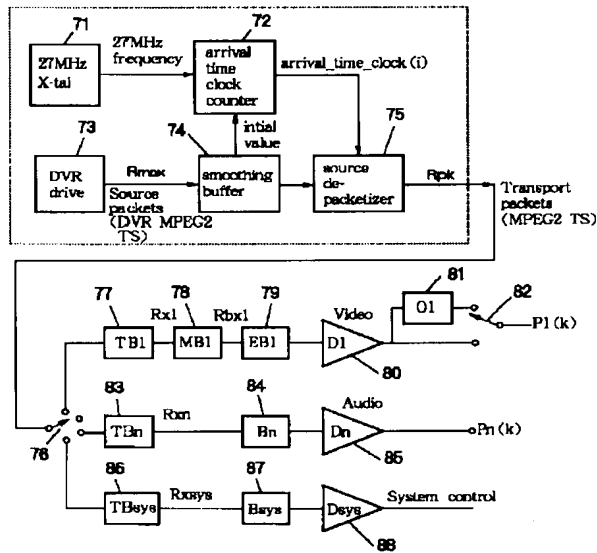 71
27MHz
X-tal
27MHz
frequency
72
arrival
time
clock
counter
arrival_time_clock (i)
73
DVR
drive
Rmax
Source
packets
(DVR MPEG2
TS)
74
intial
value
smoothing
buffer
75
source
de-
packetizer
Rpk
Transport
packets
(MPEG2 TS)
76
77
TB1
Rx1
78
MB1
Rbx1
79
EB1
Video
D1
80
81
O1
82
P1 (k)
83
TBn
Rxn
84
Bn
Audio
Dn
85
Pn (k)
86
TBsys
Rxsys
87
Bsys
Dsys
88
System control